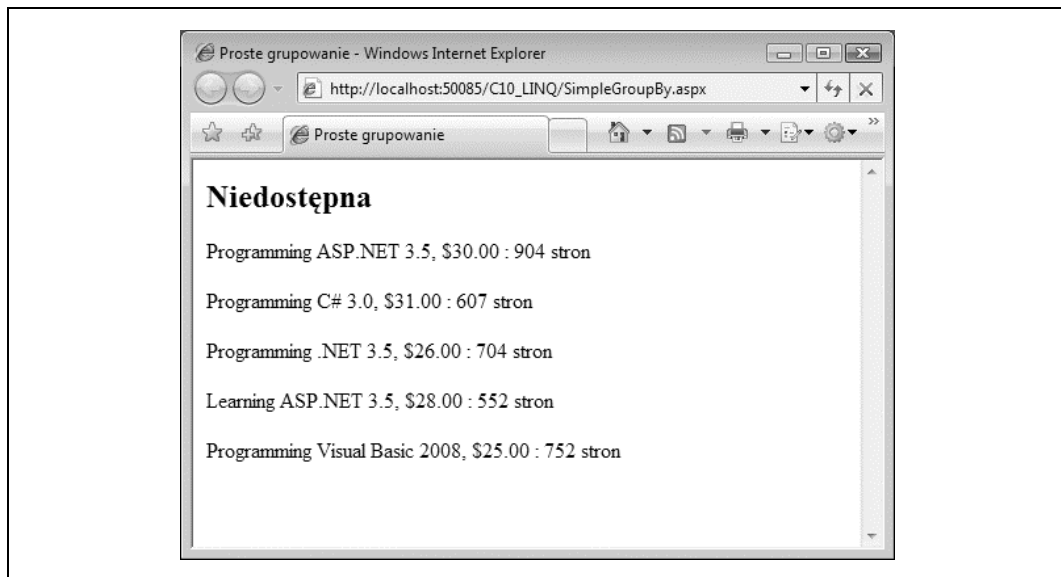 Proste grupowanie - Windows Internet Explorer
http://localhost:50085/C10_LINQ/SimpleGroupBy.aspx
Proste grupowanie
Niedostępna
Programming ASP.NET 3.5, $30.00 : 904 stron
Programming C# 3.0, $31.00 : 607 stron
Programming .NET 3.5, $26.00 : 704 stron
Learning ASP.NET 3.5, $28.00 : 552 stron
Programming Visual Basic 2008, $25.00 : 752 stron